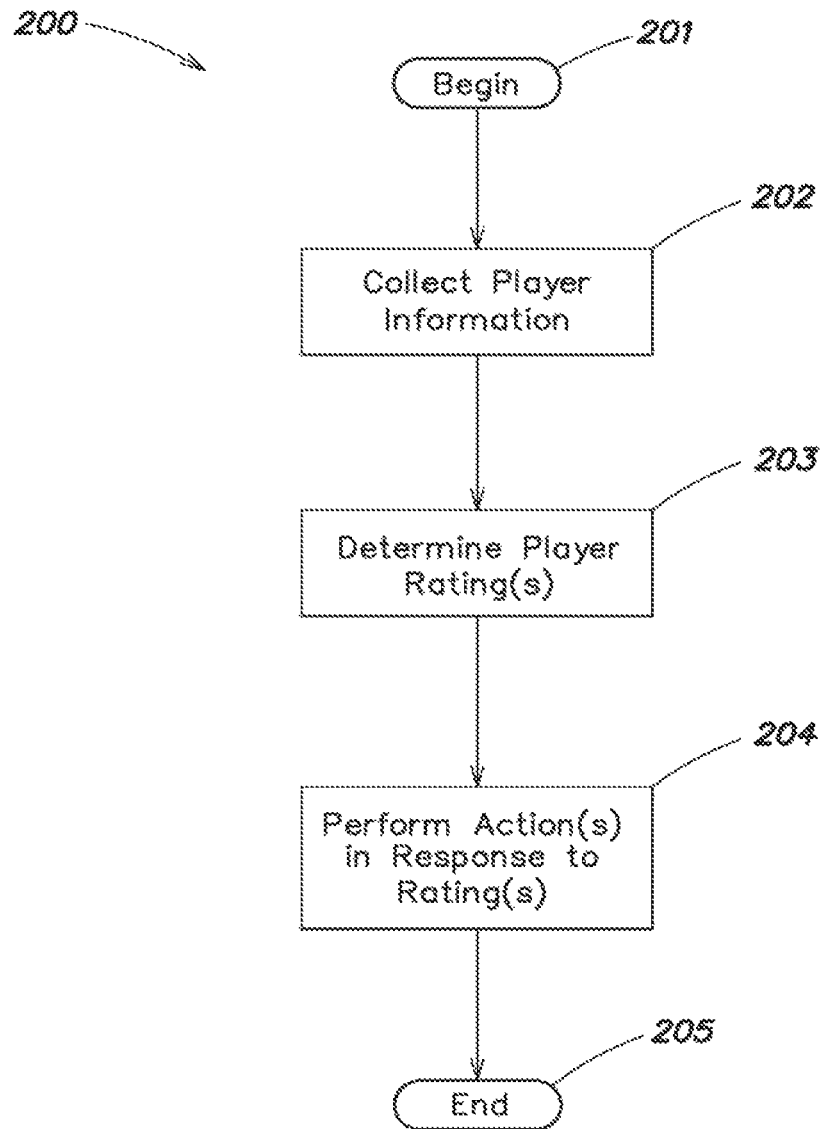 200
201
Begin
202
Collect Player
Information
203
Determine Player
Rating(s)
204
Perform Action(s)
in Response to
Rating(s)
205
End